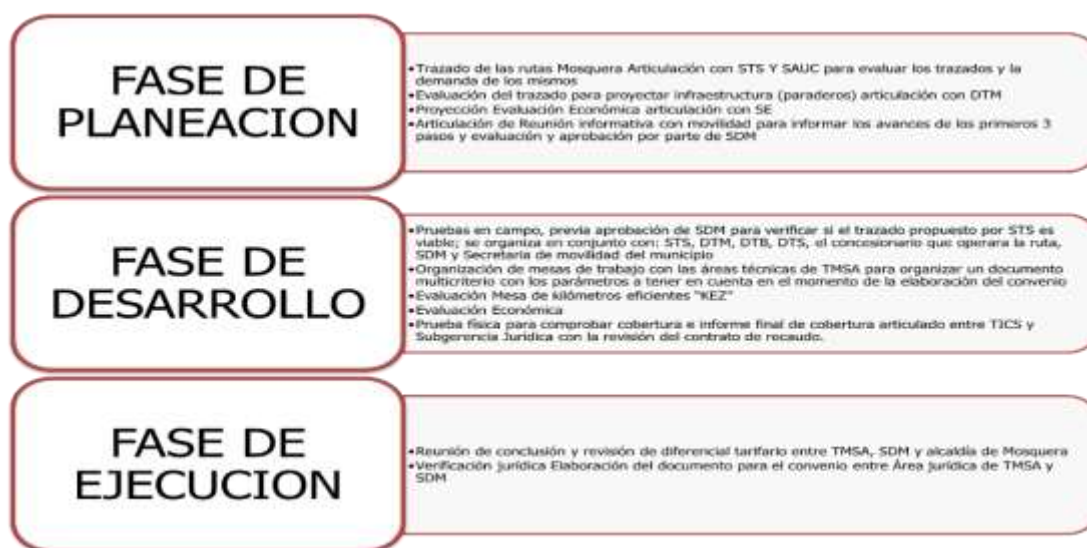 FASE DE
PLANEACION
•Trazado de las rutas Mosquera Articulación con STS Y SAUC para evaluar los trazados y la
demanda de los mismos
•Evaluación del trazado para proyectar infraestructura (paraderos) articulación con DTM
•Proyección Evaluación Económica articulación con SE
•Articulación de Reunión informativa con movilidad para informar los avances de los primeros 3
pasos y evaluación y aprobación por parte de SDM
FASE DE
DESARROLLO
•Pruebas en campo, previa aprobación de SDM para verificar si el trazado propuesto por STS es
viable; se organiza en conjunto con: STS, DTM, DTB, DTS, el concesionario que operara la ruta,
SDM y Secretaria de movilidad del municipio
•Organización de mesas de trabajo con las áreas técnicas de TMSA para organizar un documento
multicriterio con los parámetros a tener en cuenta en el momento de la elaboración del convenio
•Evaluación Mesa de kilómetros eficientes "KEZ"
•Evaluación Económica
•Prueba física para comprobar cobertura e informe final de cobertura articulado entre TICS y
Subgerencia Jurídica con la revisión del contrato de recaudo.
FASE DE
EJECUCION
•Reunión de conclusión y revisión de diferencial tarifario entre TMSA, SDM y alcaldía de Mosquera
•Verificación jurídica Elaboración del documento para el convenio entre Área jurídica de TMSA y
SDM